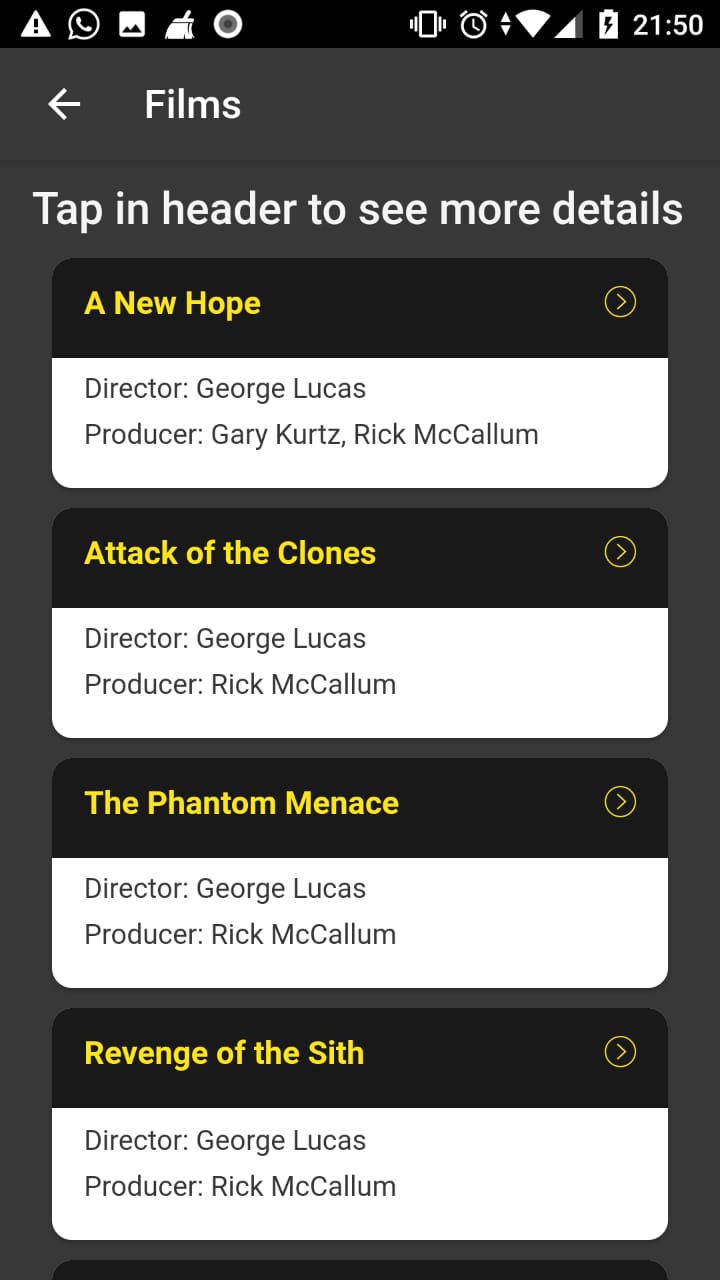 21:50
Films
Tap in header to see more details
A New Hope
Director: George Lucas
Producer: Gary Kurtz, Rick McCallum
Attack of the Clones
Director: George Lucas
Producer: Rick McCallum
The Phantom Menace
Director: George Lucas
Producer: Rick McCallum
Revenge of the Sith
Director: George Lucas
Producer: Rick McCallum